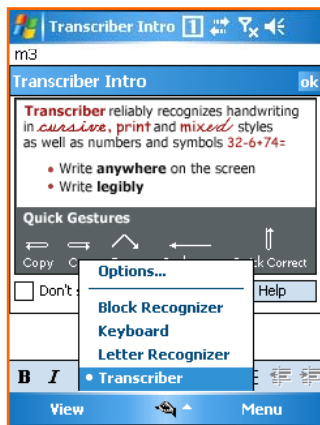 Transcriber Intro 1
m3
Transcriber Intro ok
Transcriber reliably recognizes handwriting
in cursive, print and mixed styles
as well as numbers and symbols 32-6+74=
• Write anywhere on the screen
• Write legibly
Quick Gestures
Copy Correct
Options...
Don't Help
Block Recognizer
Keyboard
Letter Recognizer
• Transcriber
B I
View Menu